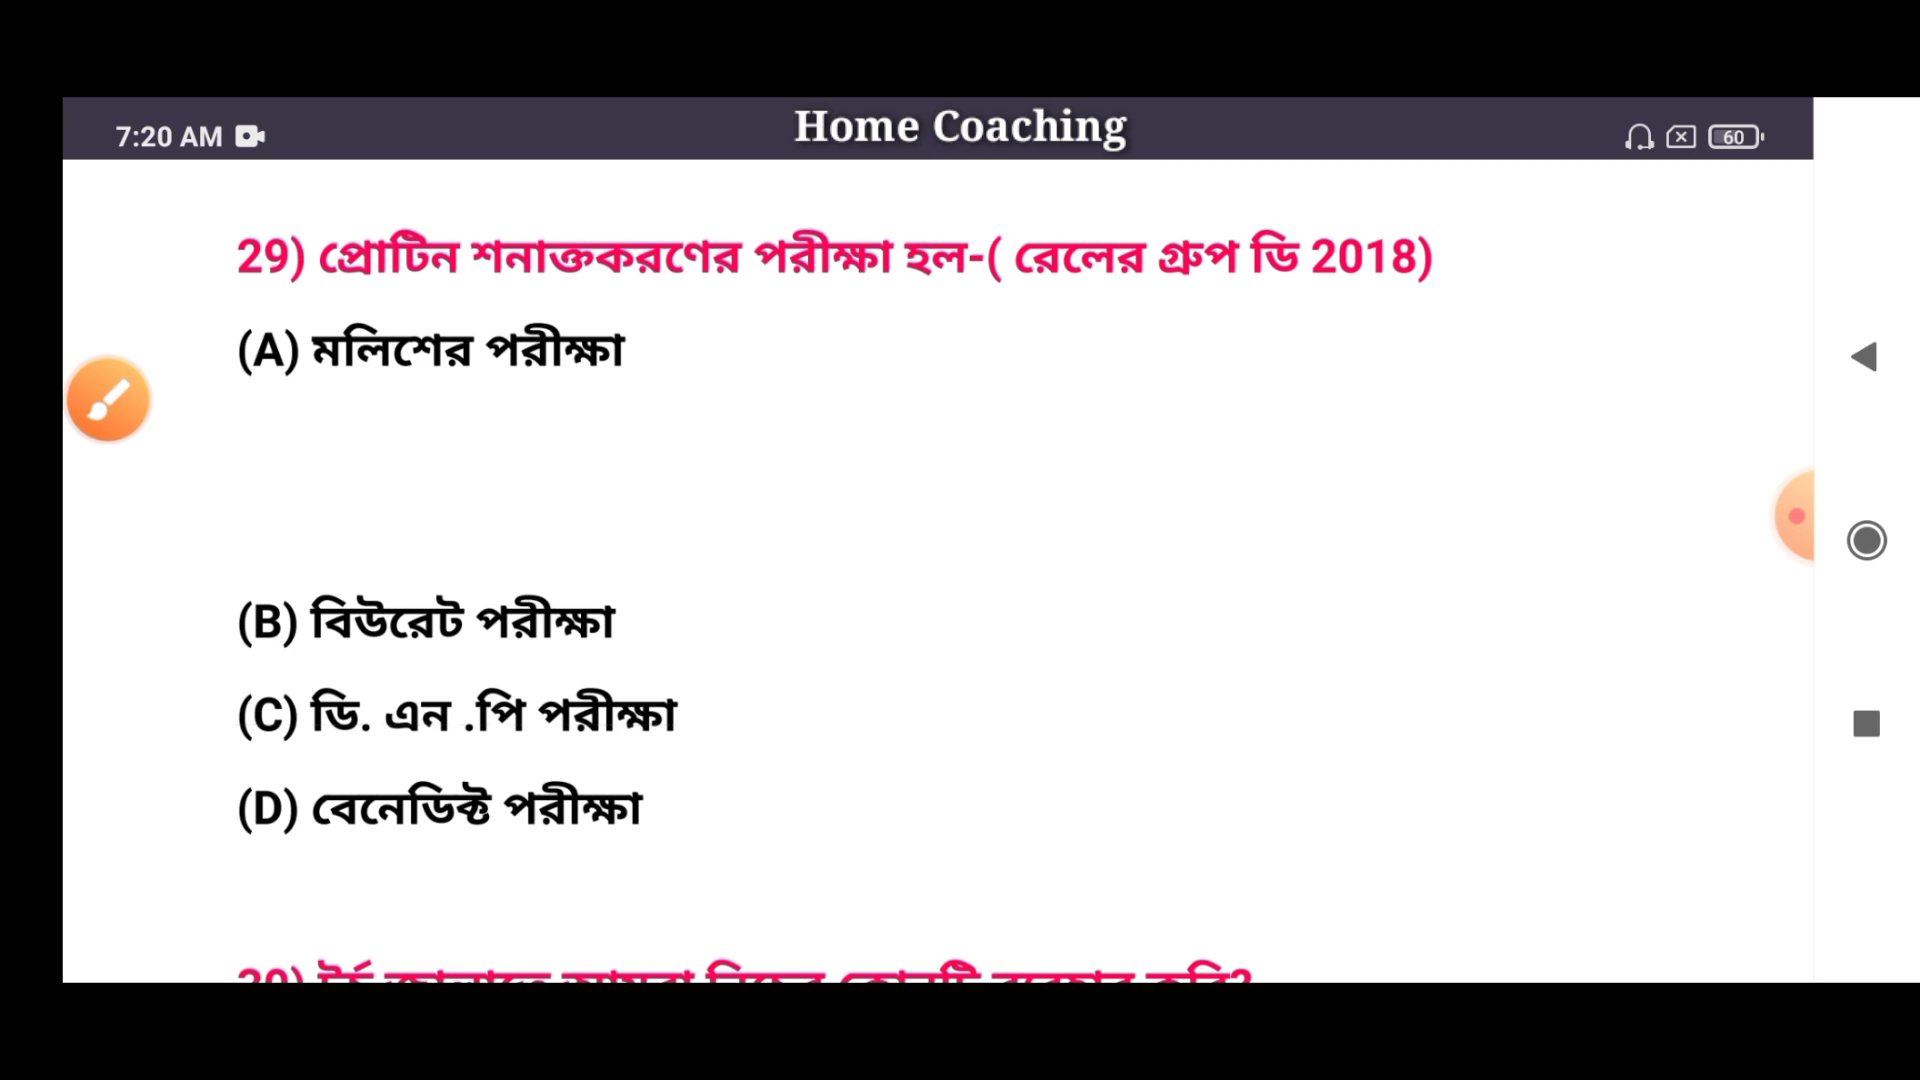 7:20 AM
Home Coaching
60
29) প্রোটিন শনাক্তকরণের পরীক্ষা হল-( রেলের গ্রুপ ডি 2018)
(A) মলিশের পরীক্ষা
(B) বিউরেট পরীক্ষা
(C) ডি. এন .পি পরীক্ষা
(D) বেনেডিক্ট পরীক্ষা